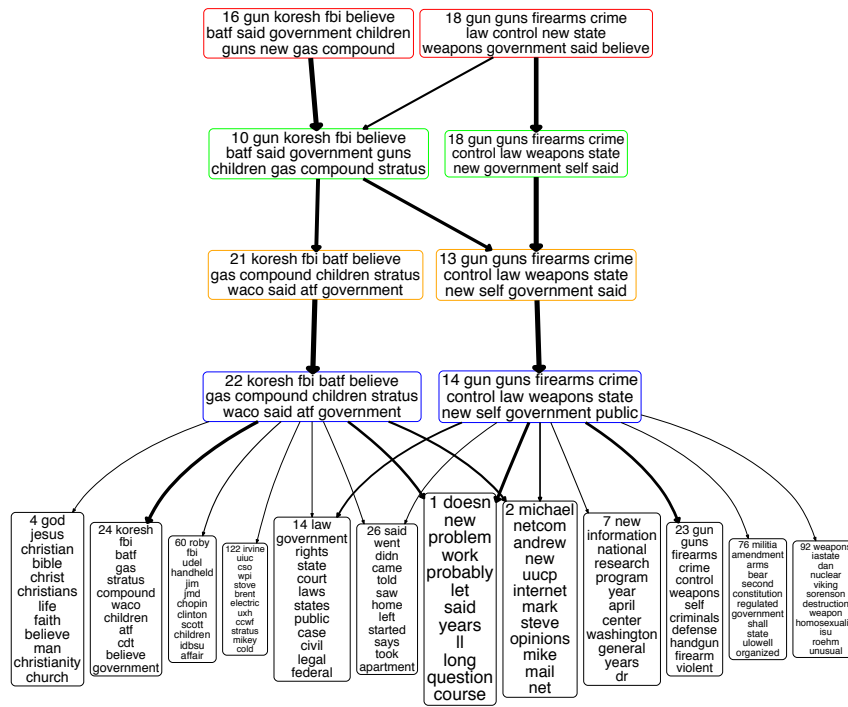 16 gun koresh fbi believe
batf said government children
guns new gas compound
18 gun guns firearms crime
law control new state
weapons government said believe
10 gun koresh fbi believe
batf said government guns
children gas compound stratus
18 gun guns firearms crime
control law weapons state
new government self said
21 koresh fbi batf believe
gas compound children stratus
waco said atf government
13 gun guns firearms crime
control law weapons state
new self government said
22 koresh fbi batf believe
gas compound children stratus
waco said atf government
14 gun guns firearms crime
control law weapons state
new self government public
4 god
jesus
christian
bible
christ
christians
life
faith
believe
man
christianity
church
24 koresh
fbi
batf
gas
stratus
compound
waco
children
atf
cdt
believe
government
60 roby
fbi
udel
handheld
jim
jmd
chopin
clinton
scott
children
idbsu
affair
122 irvine
uiuc
cso
wpi
stove
brent
electric
uxh
ccwf
stratus
mikey
cold
14 law
government
rights
state
court
laws
states
public
case
civil
legal
federal
26 said
went
didn
came
told
saw
home
left
started
says
took
apartment
1 doesn
new
problem
work
probably
let
said
years
ll
long
question
course
2 michael
netcom
andrew
new
uucp
internet
mark
steve
opinions
mike
mail
net
7 new
information
national
research
program
year
april
center
washington
general
years
dr
23 gun
guns
firearms
crime
control
weapons
self
criminals
defense
handgun
firearm
violent
76 militia
amendment
arms
bear
second
constitution
regulated
government
shall
state
ulowell
organized
92 weapons
iastate
dan
nuclear
viking
sorenson
destruction
weapon
homosexuali
isu
roehm
unusual